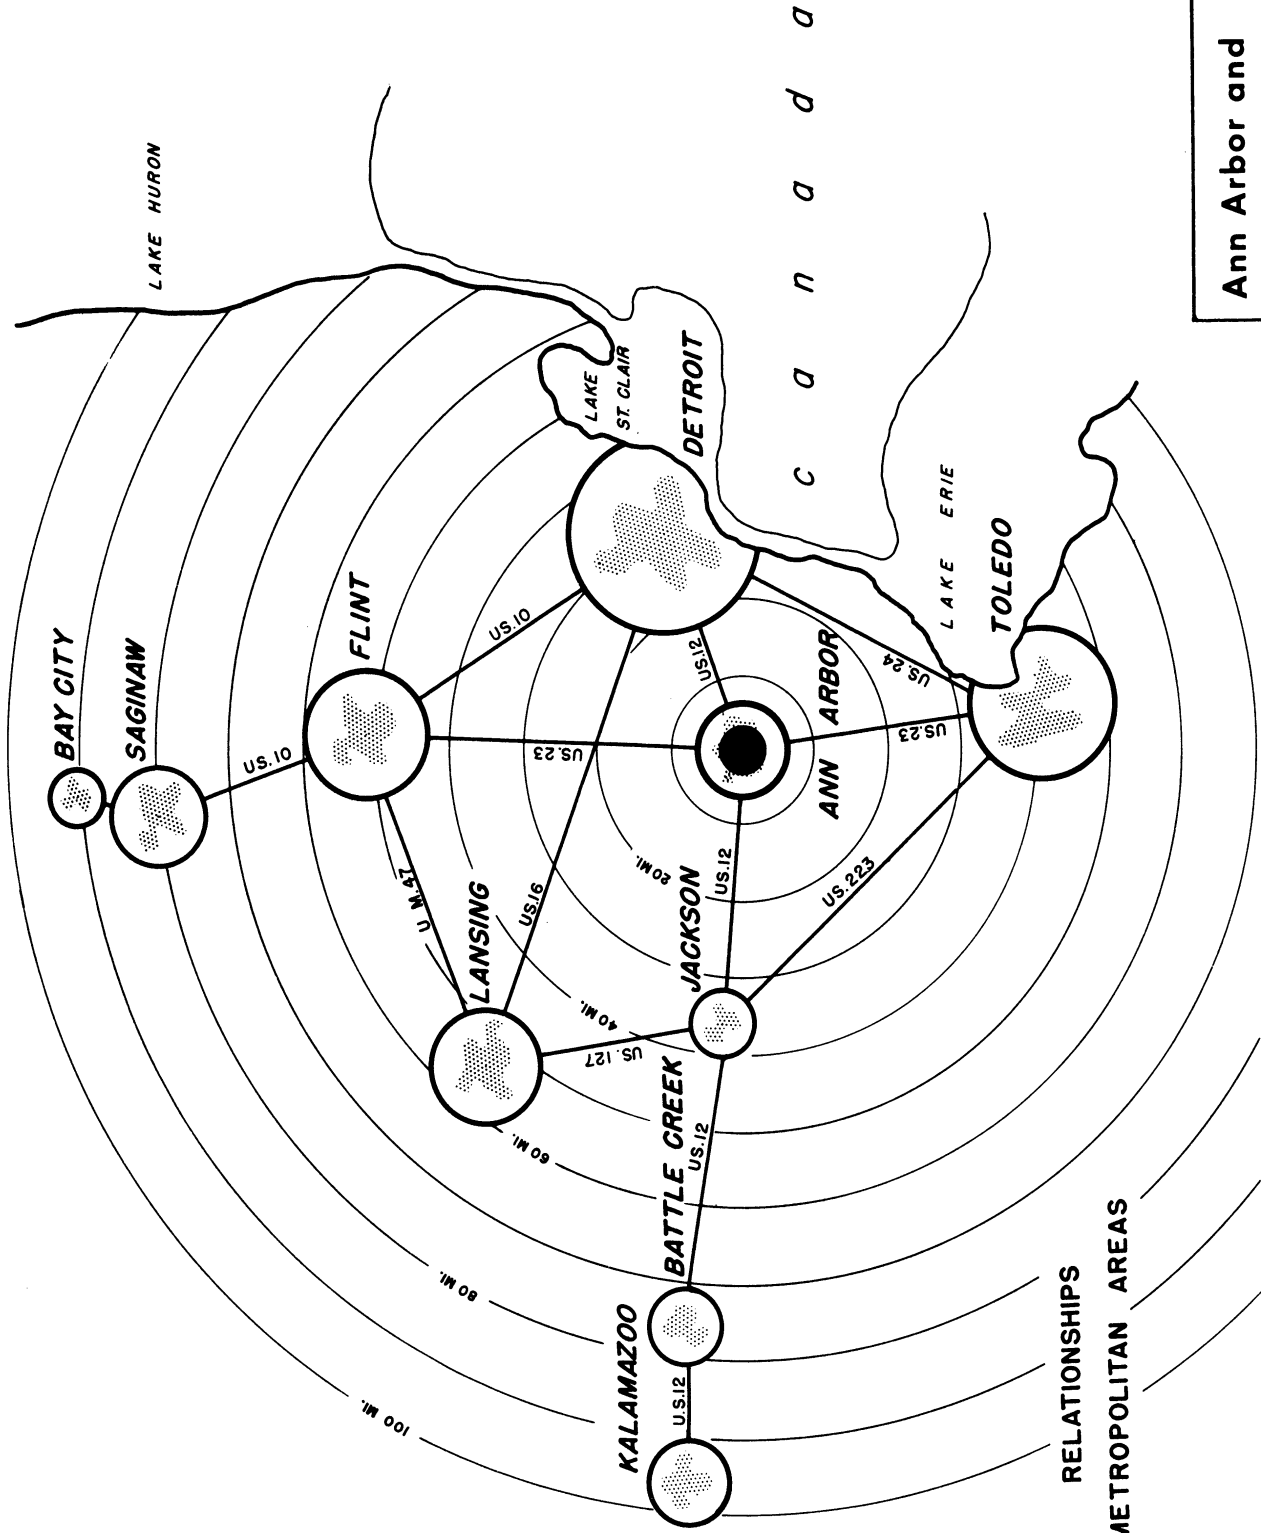 LAKE HURON
BAY CITY
SAGINAW
US.10
FLINT
US.10
U M.47
US.23
LANSING
US.16
LAKE
ST. CLAIR
DETROIT
Canada
US.12
ANN ARBOR
US.24
US.23
LAKE ERIE
TOLEDO
20 MI.
US.12
US.223
JACKSON
40 MI.
US.127
60 MI.
BATTLE CREEK
US.12
80 MI.
KALAMAZOO
U.S.12
100 MI.
RELATIONSHIPS
METROPOLITAN AREAS
Ann Arbor and